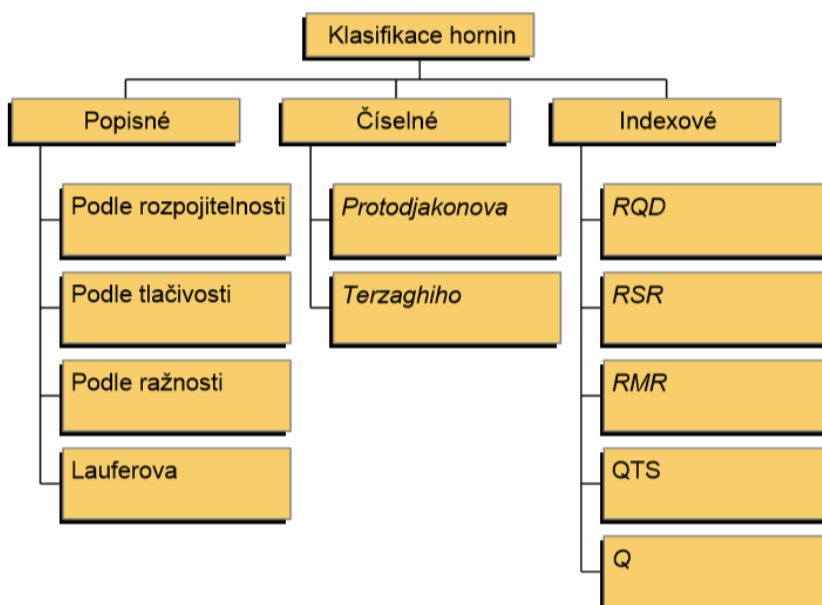 Klasifikace hornin
Popisné
Číselné
Indexové
Podle rozpojitelnosti
Podle tlačivosti
Podle ražnosti
Lauferova
Protodjakonova
Terzaghiho
RQD
RSR
RMR
QTS
Q